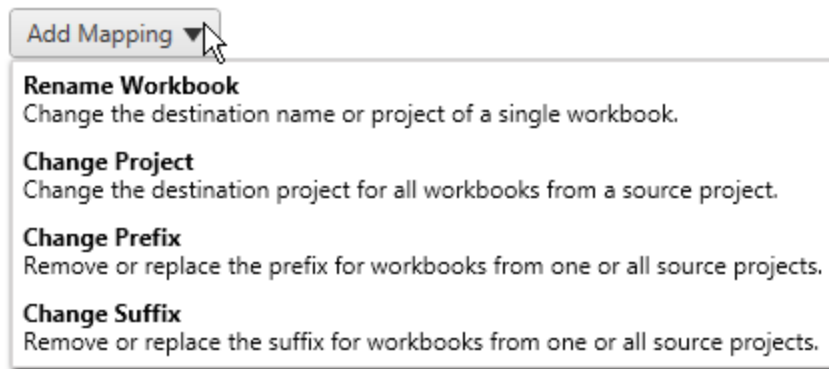 Add Mapping
Rename Workbook
Change the destination name or project of a single workbook.
Change Project
Change the destination project for all workbooks from a source project.
Change Prefix
Remove or replace the prefix for workbooks from one or all source projects.
Change Suffix
Remove or replace the suffix for workbooks from one or all source projects.